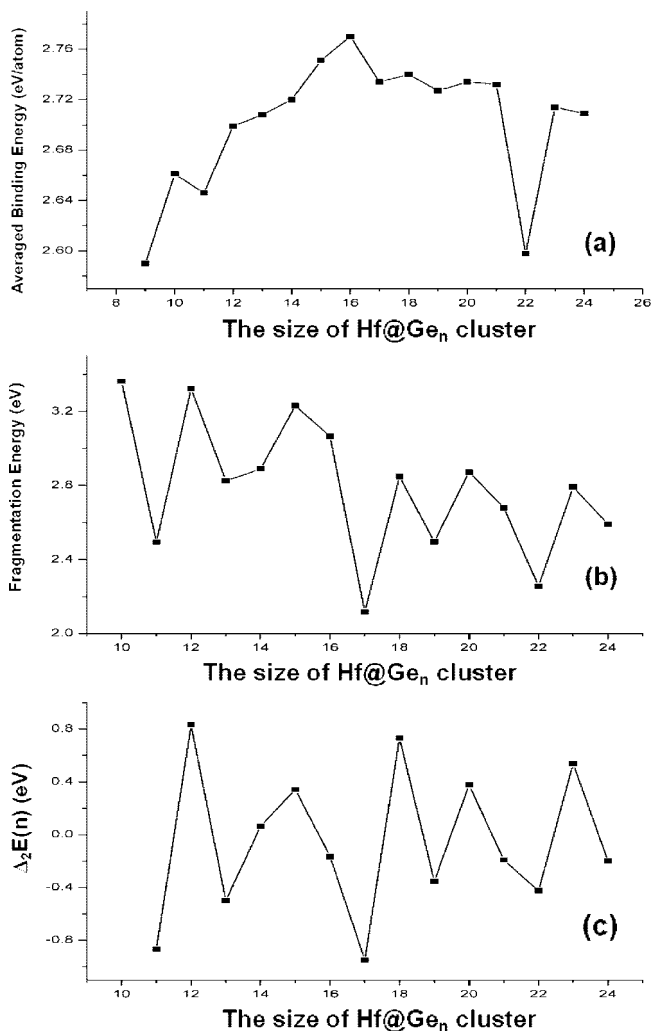 Averaged Binding Energy (eV/atom)
2.76
2.72
2.68
2.64
2.60
(a)
8 10 12 14 16 18 20 22 24 26
The size of Hf@Geₙ cluster
Fragmentation Energy (eV)
3.2
2.8
2.4
2.0
(b)
10 12 14 16 18 20 22 24
The size of Hf@Geₙ cluster
Δ₂E(n) (eV)
0.8
0.4
0.0
-0.4
-0.8
(c)
10 12 14 16 18 20 22 24
The size of Hf@Geₙ cluster